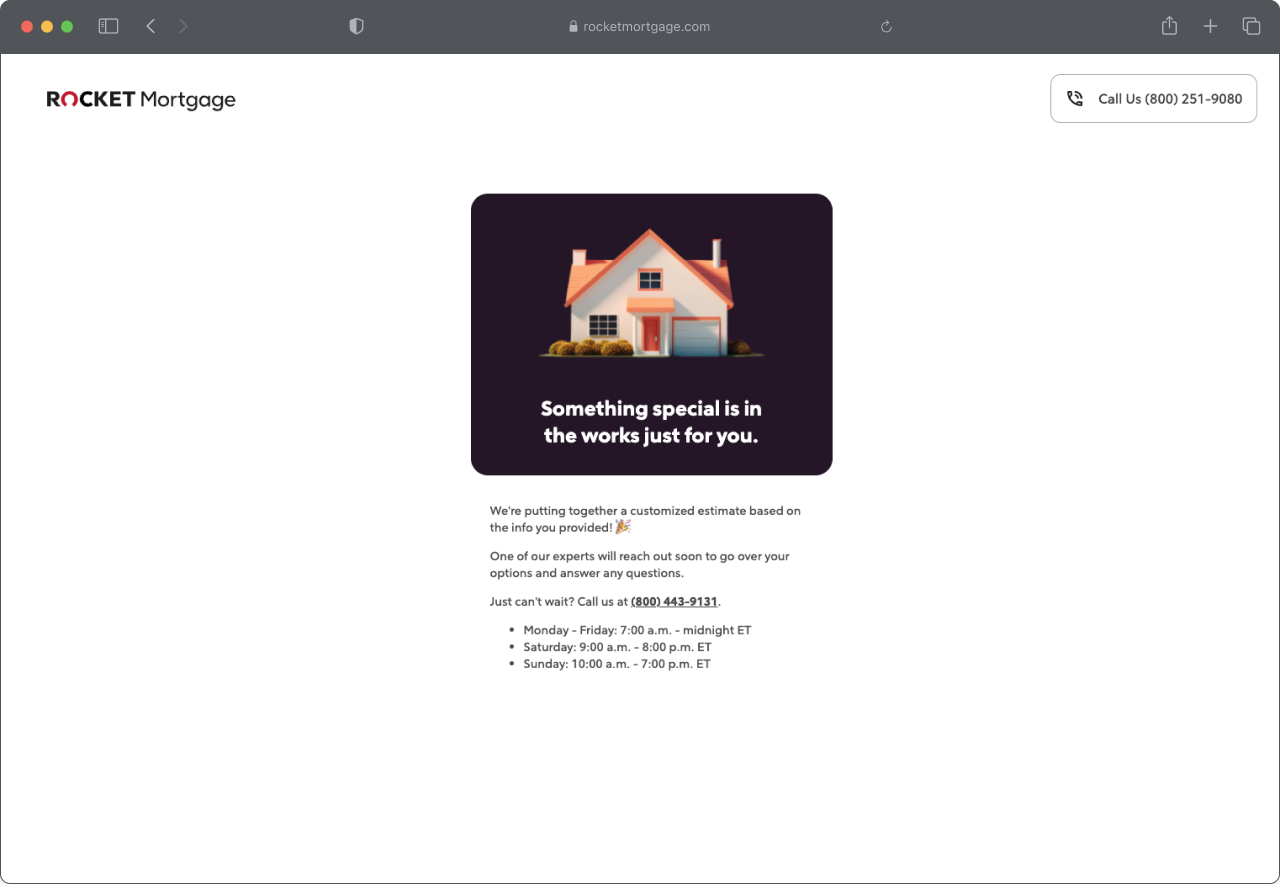 rocketmortgage.com
ROCKET Mortgage
Call Us (800) 251-9080
Something special is in
the works just for you.
We're putting together a customized estimate based on
the info you provided! 🎉
One of our experts will reach out soon to go over your
options and answer any questions.
Just can't wait? Call us at (800) 443-9131.
• Monday - Friday: 7:00 a.m. - midnight ET
• Saturday: 9:00 a.m. - 8:00 p.m. ET
• Sunday: 10:00 a.m. - 7:00 p.m. ET